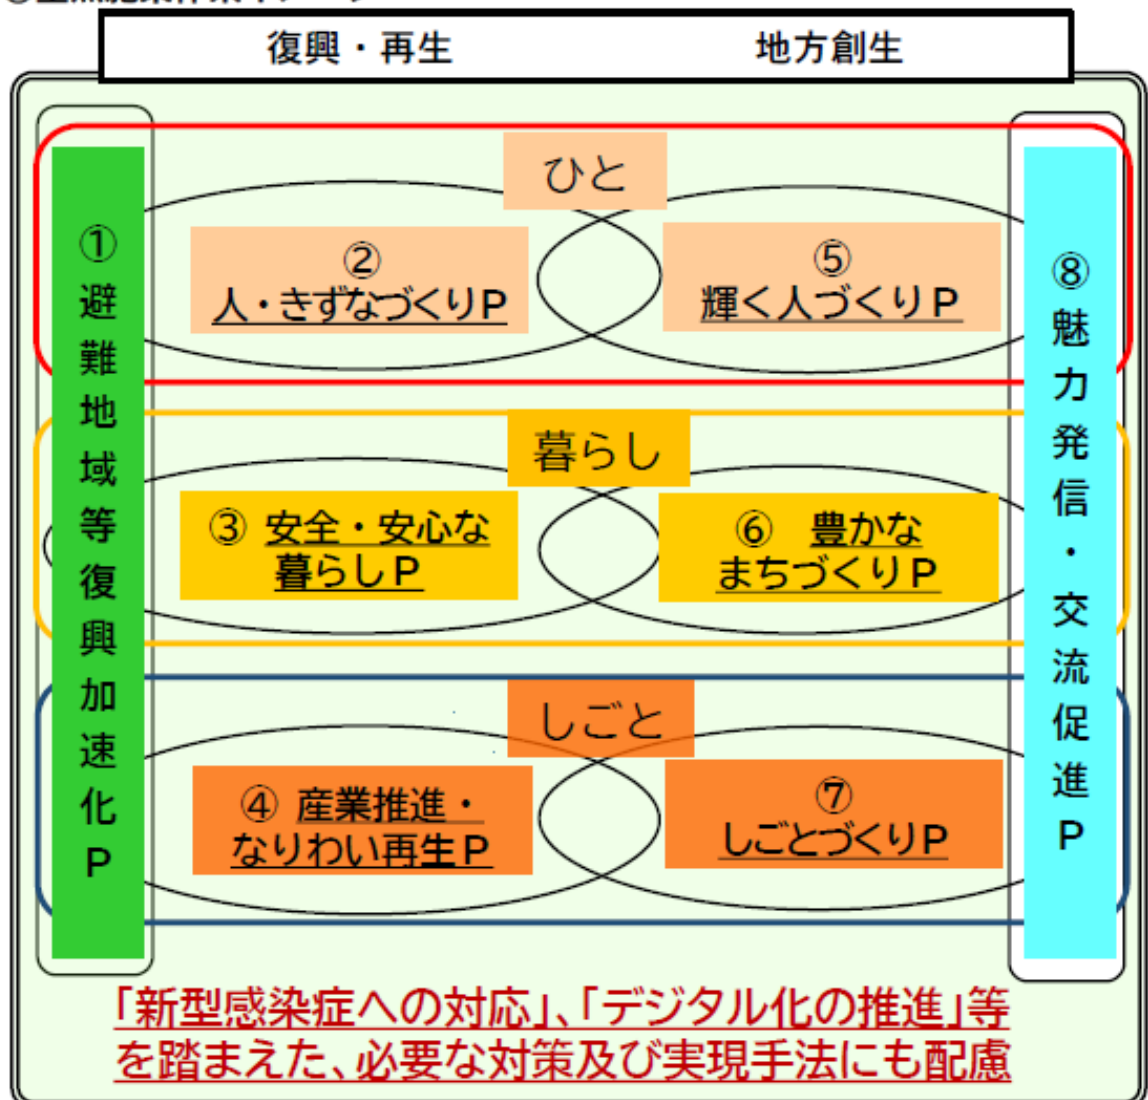 復興・再生 地方創生
ひと
①避難地域等復興加速化P
②
人・きずなづくりP
⑤
輝く人づくりP
⑧魅力発信・交流促進P
暮らし
③ 安全・安心な
暮らしP
⑥ 豊かな
まちづくりP
しごと
④ 産業推進・
なりわい再生P
⑦
しごとづくりP
「新型感染症への対応」、「デジタル化の推進」等
を踏まえた、必要な対策及び実現手法にも配慮